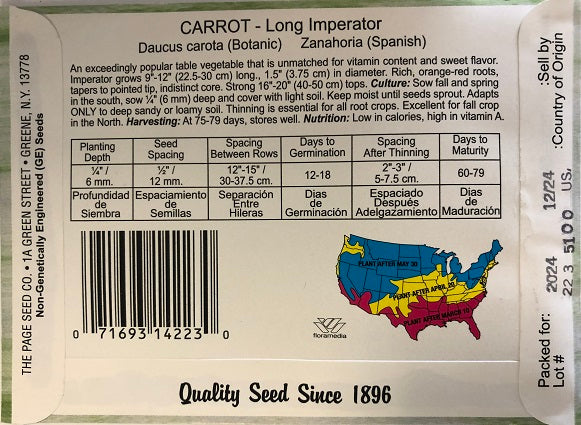 CARROT - Long Imperator
Daucus carota (Botanic) Zanahoria (Spanish)
An exceedingly popular table vegetable that is unmatched for vitamin content and sweet flavor.
Imperator grows 9"-12" (22.5-30 cm) long., 1.5" (3.75 cm) in diameter. Rich, orange-red roots,
tapers to pointed tip, indistinct core. Strong 16"-20" (40-50 cm) tops. Culture: Sow fall and spring
in the south, sow ¼" (6 mm) deep and cover with light soil. Keep moist until seeds sprout. Adapts
ONLY to deep sandy or loamy soil. Thinning is essential for all root crops. Excellent for fall crop
in the North. Harvesting: At 75-79 days, stores well. Nutrition: Low in calories, high in vitamin A.
Planting Depth Seed Spacing Spacing Between Rows Days to Germination Spacing After Thinning Days to Maturity
¼" / 6 mm. ½" / 12 mm. 12"-15" / 30-37.5 cm. 12-18 2"-3" / 5-7.5 cm. 60-79
Profundidad de Siembra Espaciamiento de Semillas Separación Entre Hileras Dias de Germinación Espaciado Después Adelgazamiento Dias de Maduración
0 71693 14223 0
floramedia
PLANT AFTER MAY 30
PLANT AFTER APRIL 20
PLANT AFTER MARCH 10
Quality Seed Since 1896
THE PAGE SEED CO. • 1A GREEN STREET • GREENE, N.Y. 13778
Non-Genetically Engineered (GE) Seeds
Packed for: 2024 12/24 :Sell by
Lot # 22 3 5100 US. :Country of Origin